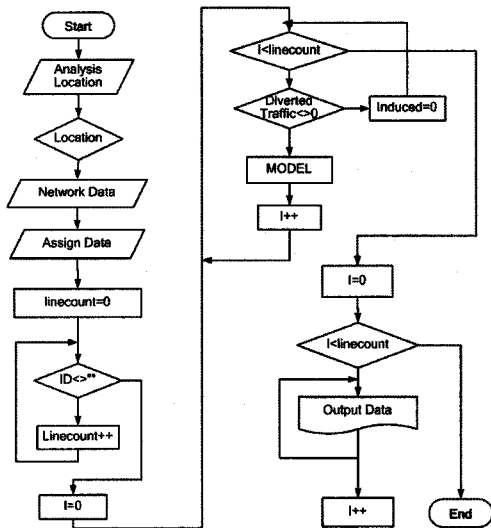 Start
Analysis
Location
Location
Network Data
Assign Data
linecount=0
ID<>""
Linecount++
I=0
I<linecount
Diverted
Traffic<>0
Induced=0
MODEL
I++
I=0
I<linecount
Output Data
I++
End